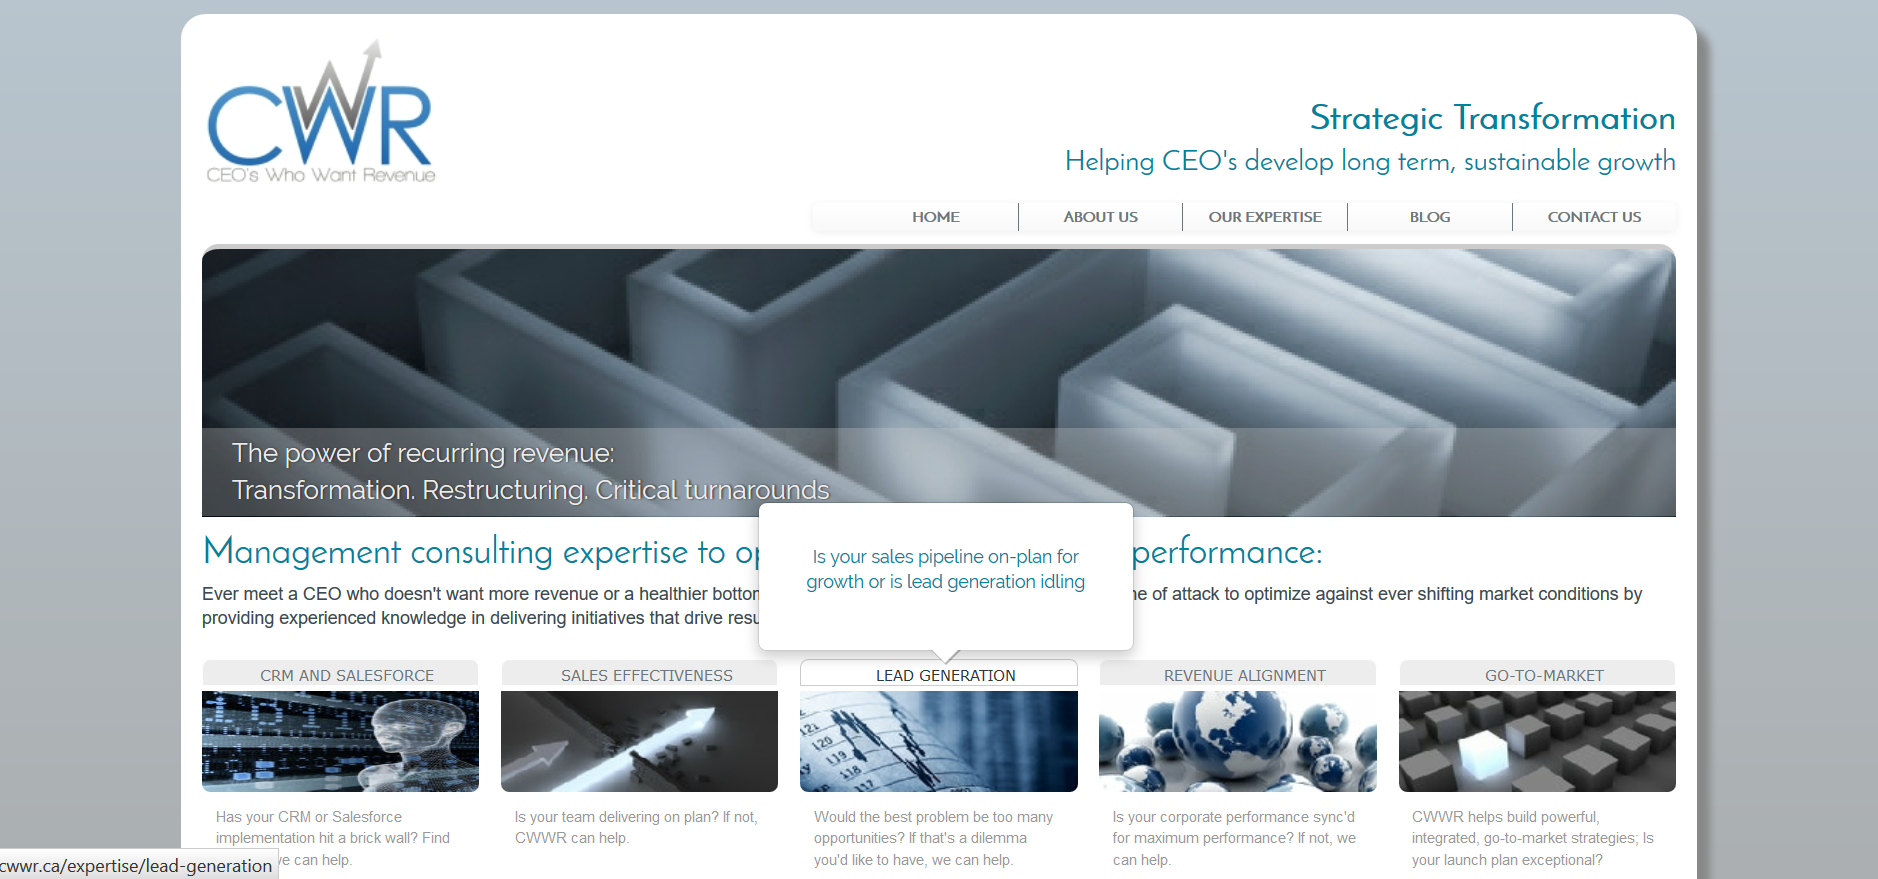 CWR
CEO's Who Want Revenue
Strategic Transformation
Helping CEO's develop long term, sustainable growth
HOME
ABOUT US
OUR EXPERTISE
BLOG
CONTACT US
The power of recurring revenue:
Transformation. Restructuring. Critical turnarounds
Management consulting expertise to op
performance:
Is your sales pipeline on-plan for
growth or is lead generation idling
Ever meet a CEO who doesn't want more revenue or a healthier bottom
e of attack to optimize against ever shifting market conditions by
providing experienced knowledge in delivering initiatives that drive resu
CRM AND SALESFORCE
SALES EFFECTIVENESS
LEAD GENERATION
REVENUE ALIGNMENT
GO-TO-MARKET
121
120
119
118
Has your CRM or Salesforce
implementation hit a brick wall? Find
ve can help.
Is your team delivering on plan? If not,
CWWR can help.
Would the best problem be too many
opportunities? If that's a dilemma
you'd like to have, we can help.
Is your corporate performance sync'd
for maximum performance? If not, we
can help.
CWWR helps build powerful,
integrated, go-to-market strategies; Is
your launch plan exceptional?
cwwr.ca/expertise/lead-generation